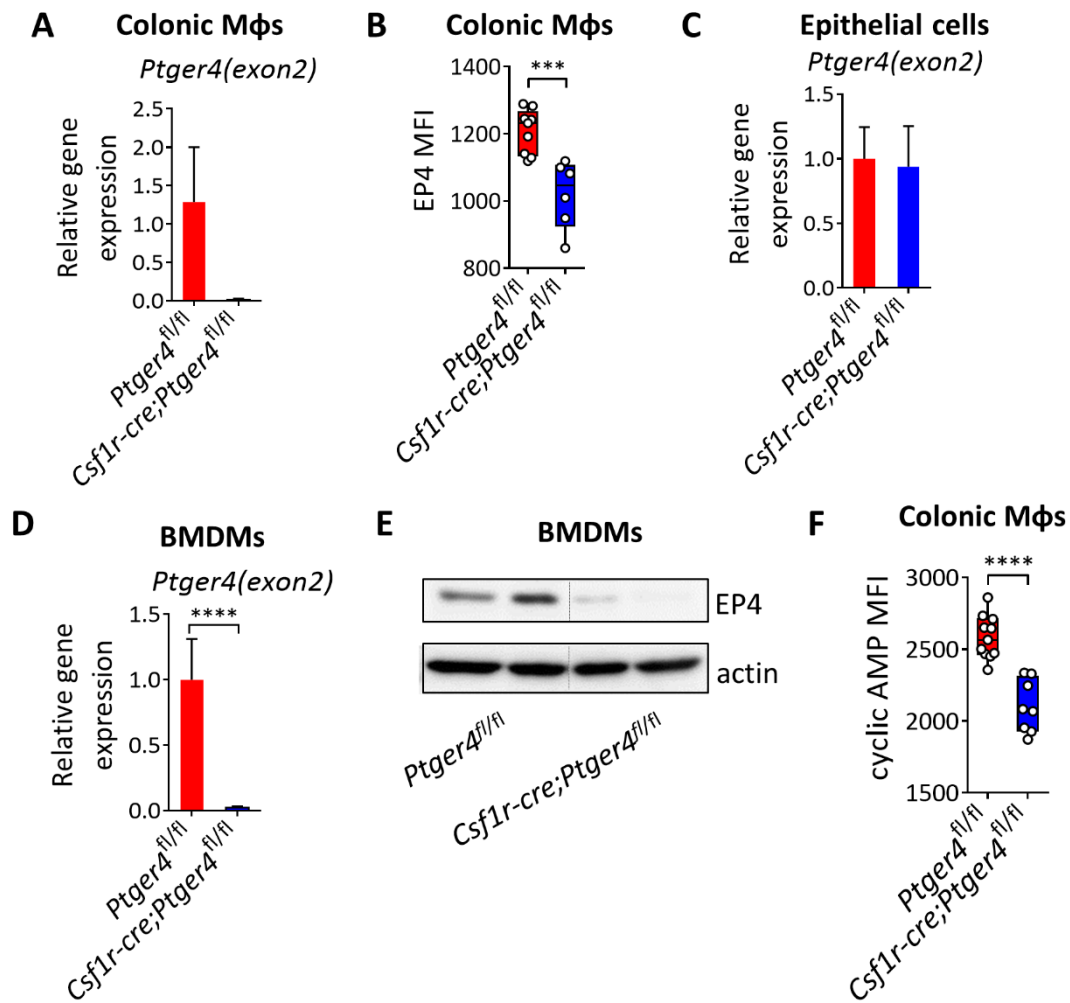 A
Colonic Mϕs
Ptger4(exon2)
Relative gene
expression
2.5
2.0
1.5
1.0
0.5
0.0
Ptger4fl/fl
Csf1r-cre;Ptger4fl/fl
B
Colonic Mϕs
***
EP4 MFI
1400
1200
1000
800
Ptger4fl/fl
Csf1r-cre;Ptger4fl/fl
C
Epithelial cells
Ptger4(exon2)
Relative gene
expression
1.5
1.0
0.5
0.0
Ptger4fl/fl
Csf1r-cre;Ptger4fl/fl
D
BMDMs
Ptger4(exon2)
****
Relative gene
expression
1.5
1.0
0.5
0.0
Ptger4fl/fl
Csf1r-cre;Ptger4fl/fl
E
BMDMs
EP4
actin
Ptger4fl/fl
Csf1r-cre;Ptger4fl/fl
F
Colonic Mϕs
****
cyclic AMP MFI
3000
2500
2000
1500
Ptger4fl/fl
Csf1r-cre;Ptger4fl/fl